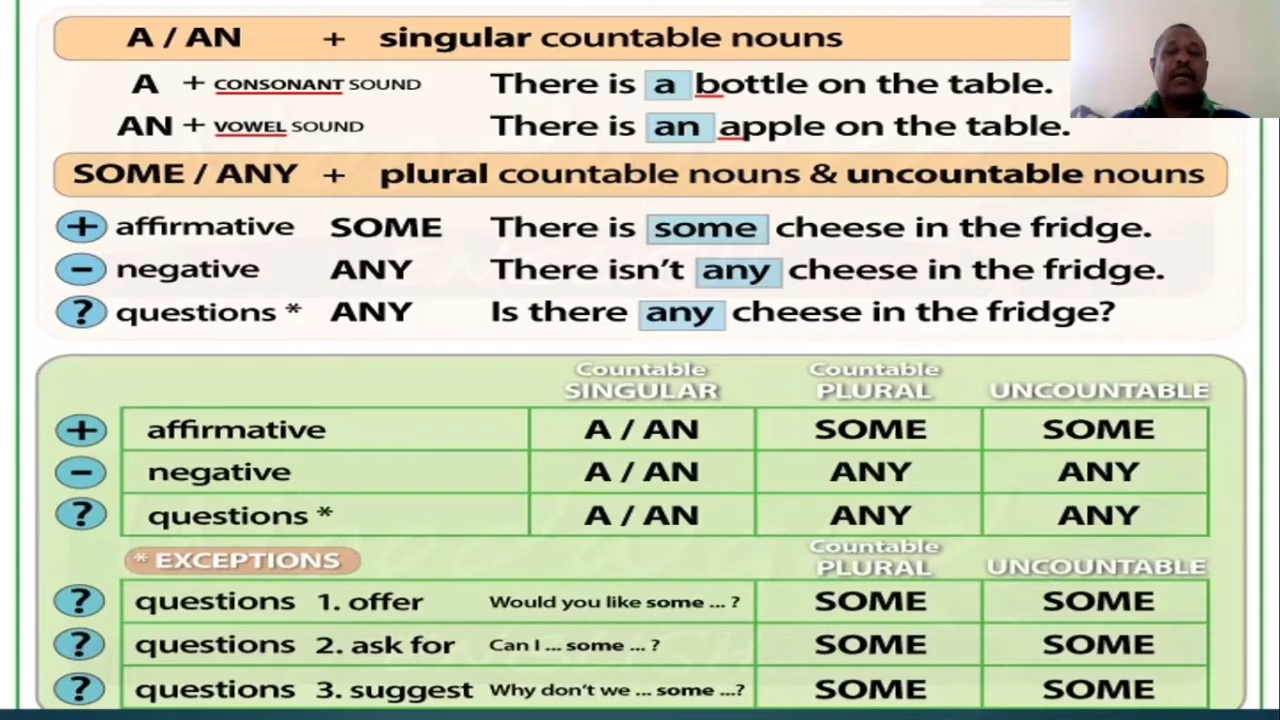 A / AN + singular countable nouns
A + CONSONANT SOUND There is a bottle on the table.
AN + VOWEL SOUND There is an apple on the table.
SOME / ANY + plural countable nouns & uncountable nouns
+ affirmative SOME There is some cheese in the fridge.
− negative ANY There isn't any cheese in the fridge.
? questions * ANY Is there any cheese in the fridge?
Countable SINGULAR Countable PLURAL UNCOUNTABLE
+ affirmative A / AN SOME SOME
− negative A / AN ANY ANY
? questions * A / AN ANY ANY
* EXCEPTIONS Countable PLURAL UNCOUNTABLE
? questions 1. offer Would you like some ... ? SOME SOME
? questions 2. ask for Can I ... some ... ? SOME SOME
? questions 3. suggest Why don't we ... some ...? SOME SOME